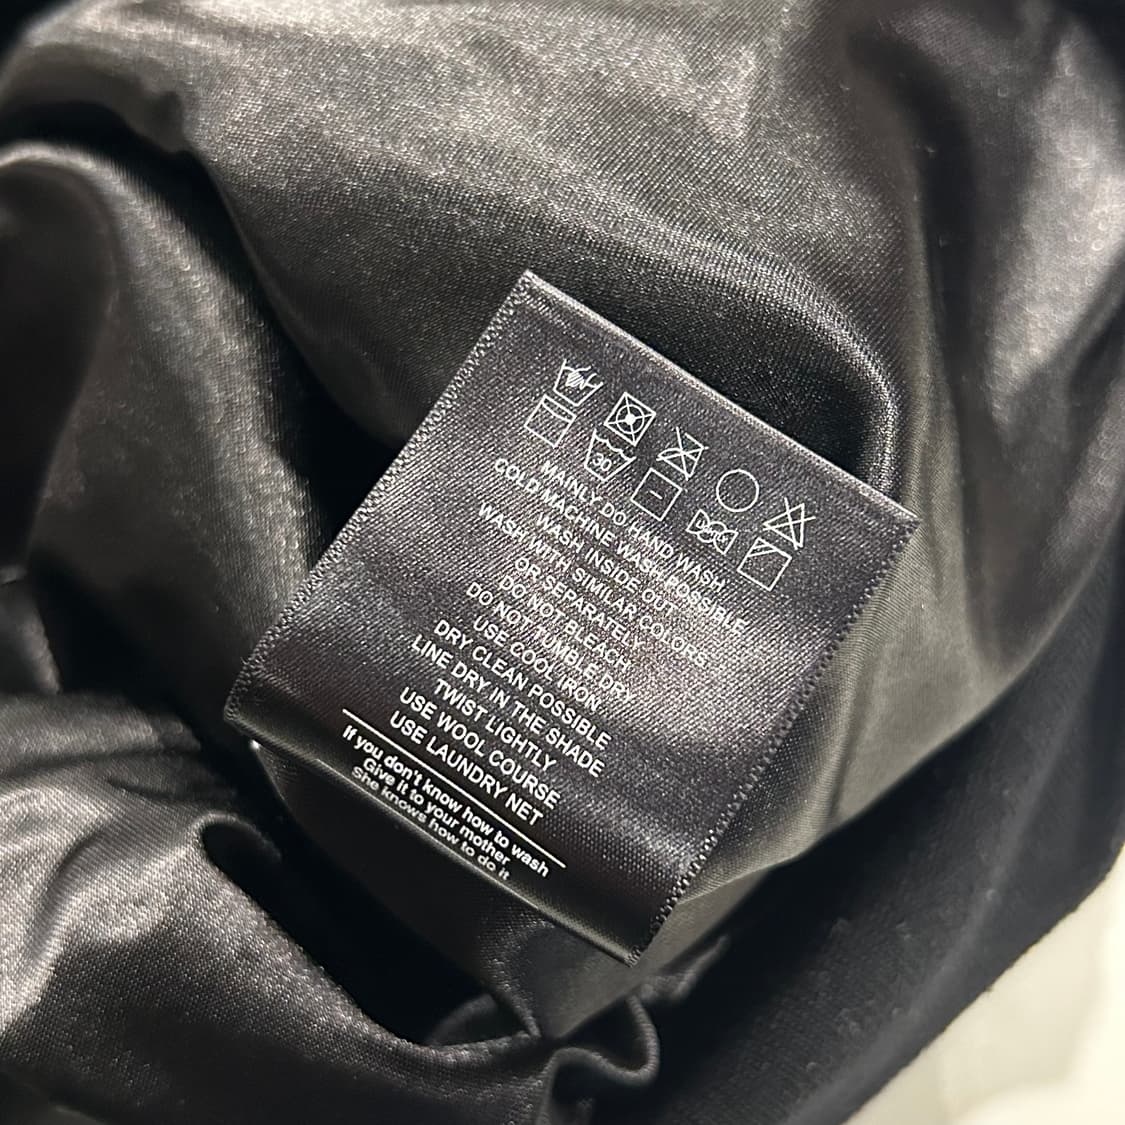 30°
MAINLY DO HAND WASH
COLD MACHINE WASH POSSIBLE
WASH INSIDE OUT
WASH WITH SIMILAR COLORS
OR SEPARATELY
DO NOT BLEACH
DO NOT TUMBLE DRY
USE COOL IRON
DRY CLEAN POSSIBLE
LINE DRY IN THE SHADE
TWIST LIGHTLY
USE WOOL COURSE
USE LAUNDRY NET
If you don't know how to wash
Give it to your mother
She knows how to do it.